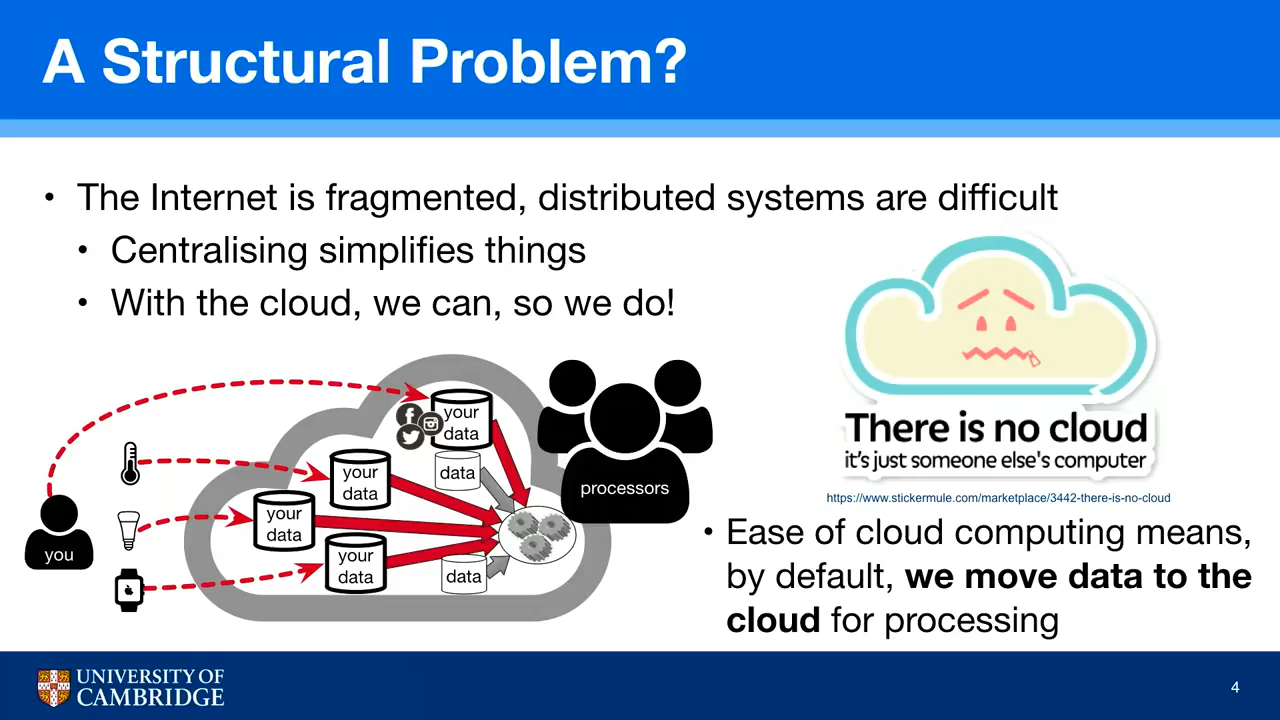 A Structural Problem?
• The Internet is fragmented, distributed systems are difficult
• Centralising simplifies things
• With the cloud, we can, so we do!
your
data
data
your
data
your
data
your
data
data
you
processors
There is no cloud
it's just someone else's computer
https://www.stickermule.com/marketplace/3442-there-is-no-cloud
• Ease of cloud computing means,
by default, we move data to the
cloud for processing
UNIVERSITY OF
CAMBRIDGE
4